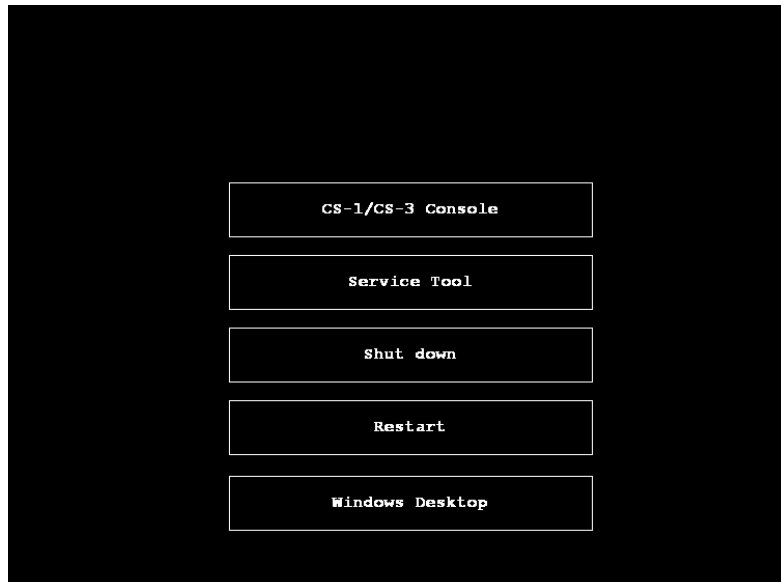 CS-1/CS-3 Console
Service Tool
Shut down
Restart
Windows Desktop